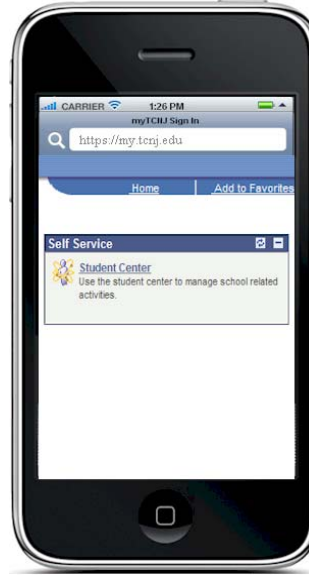 CARRIER 1:26 PM
myTCNJ Sign In
https://my.tcnj.edu
Home Add to Favorites
Self Service
Student Center
Use the student center to manage school related
activities.